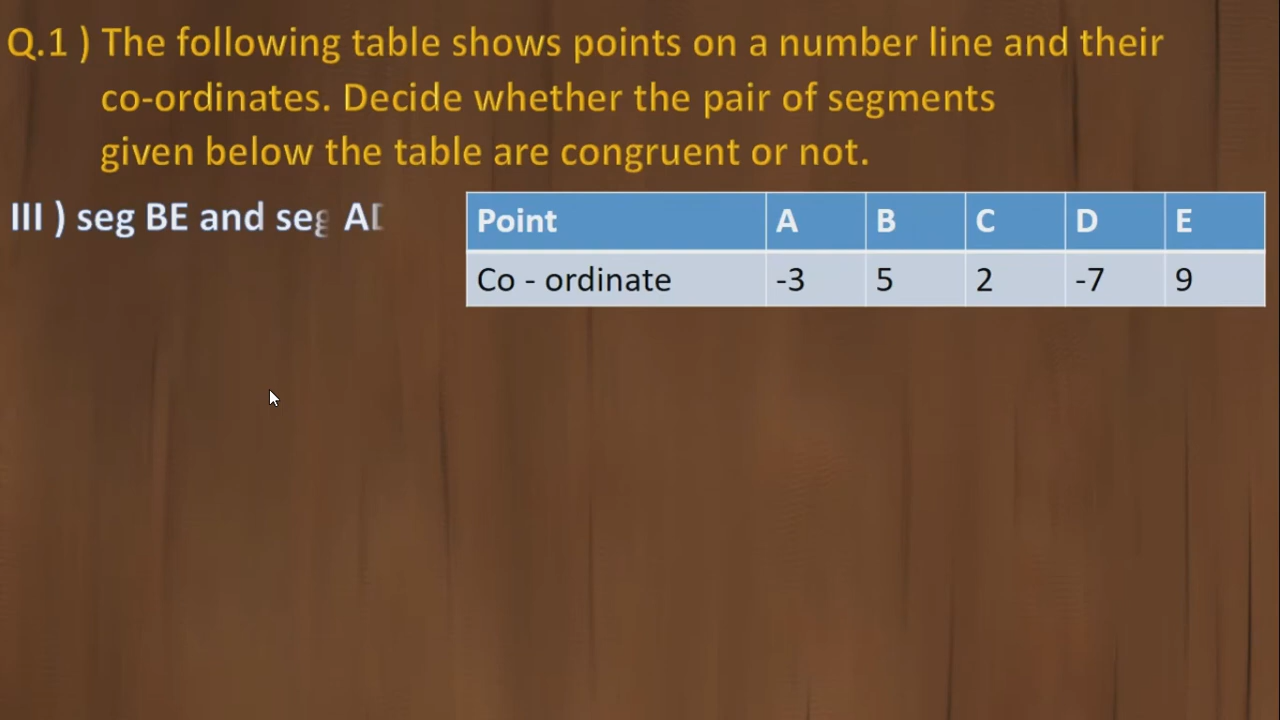 Q.1 ) The following table shows points on a number line and their
co-ordinates. Decide whether the pair of segments
given below the table are congruent or not.
III ) seg BE and seg
Point A B C D E
Co - ordinate -3 5 2 -7 9